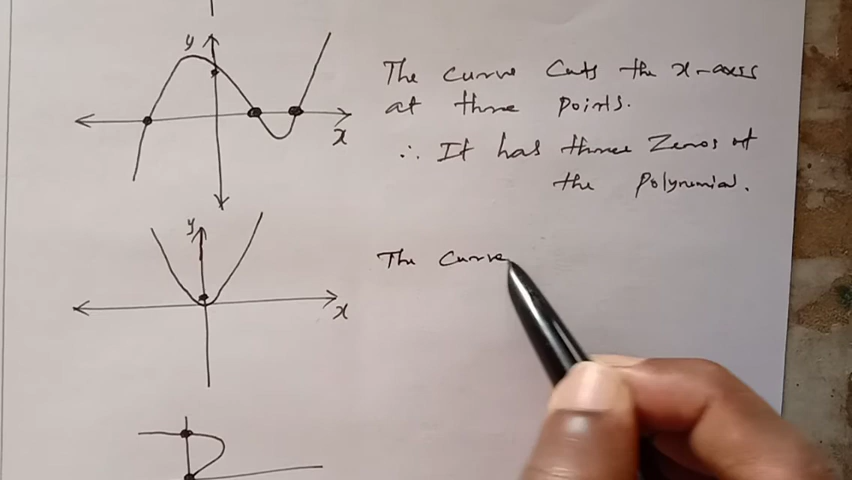 y
The curve cuts the x-axis
at three points.
x
∴ It has three Zeros of
the polynomial.
y
The curve
x